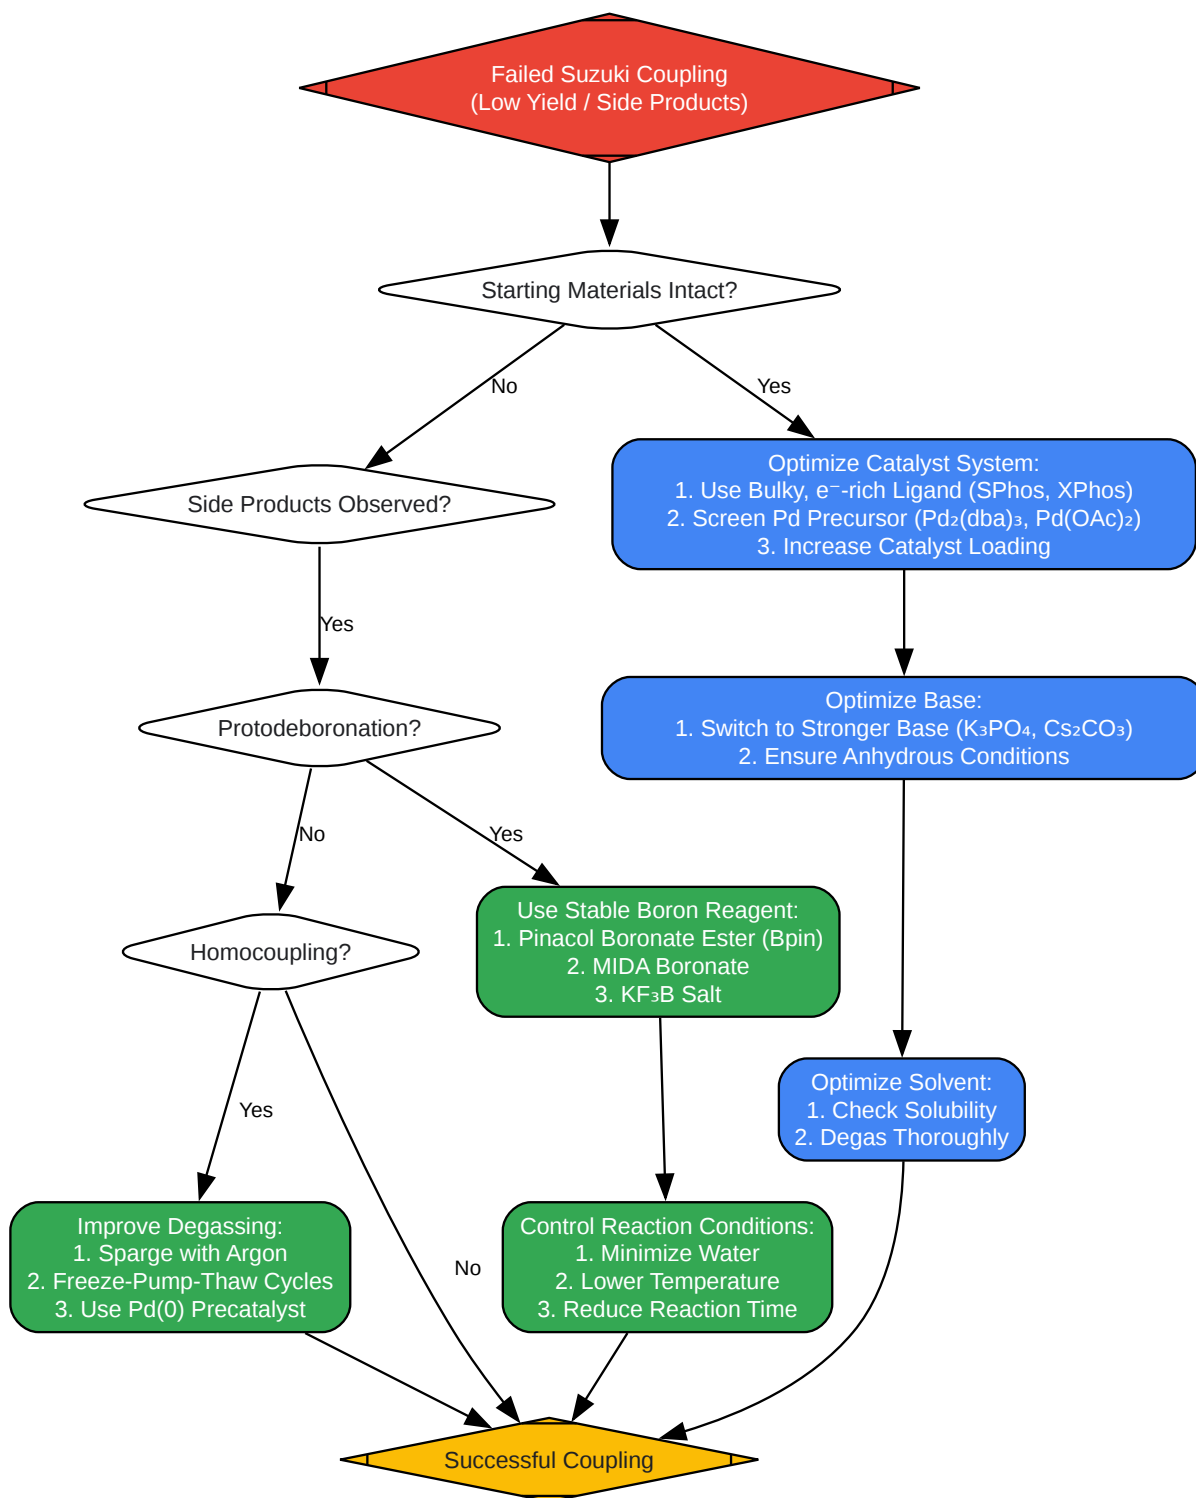 Failed Suzuki Coupling
(Low Yield / Side Products)
Starting Materials Intact?
No
Yes
Side Products Observed?
Optimize Catalyst System:
1. Use Bulky, e⁻-rich Ligand (SPhos, XPhos)
2. Screen Pd Precursor (Pd₂(dba)₃, Pd(OAc)₂)
3. Increase Catalyst Loading
Yes
Protodeboronation?
Optimize Base:
1. Switch to Stronger Base (K₃PO₄, Cs₂CO₃)
2. Ensure Anhydrous Conditions
No
Yes
Homocoupling?
Use Stable Boron Reagent:
1. Pinacol Boronate Ester (Bpin)
2. MIDA Boronate
3. KF₃B Salt
Yes
No
Optimize Solvent:
1. Check Solubility
2. Degas Thoroughly
Improve Degassing:
1. Sparge with Argon
2. Freeze-Pump-Thaw Cycles
3. Use Pd(0) Precatalyst
Control Reaction Conditions:
1. Minimize Water
2. Lower Temperature
3. Reduce Reaction Time
Successful Coupling